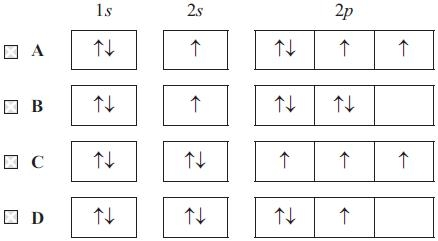 1s 2s 2p
A ↑↓ ↑ ↑↓ ↑ ↑
B ↑↓ ↑ ↑↓ ↑↓
C ↑↓ ↑↓ ↑ ↑ ↑
D ↑↓ ↑↓ ↑↓ ↑